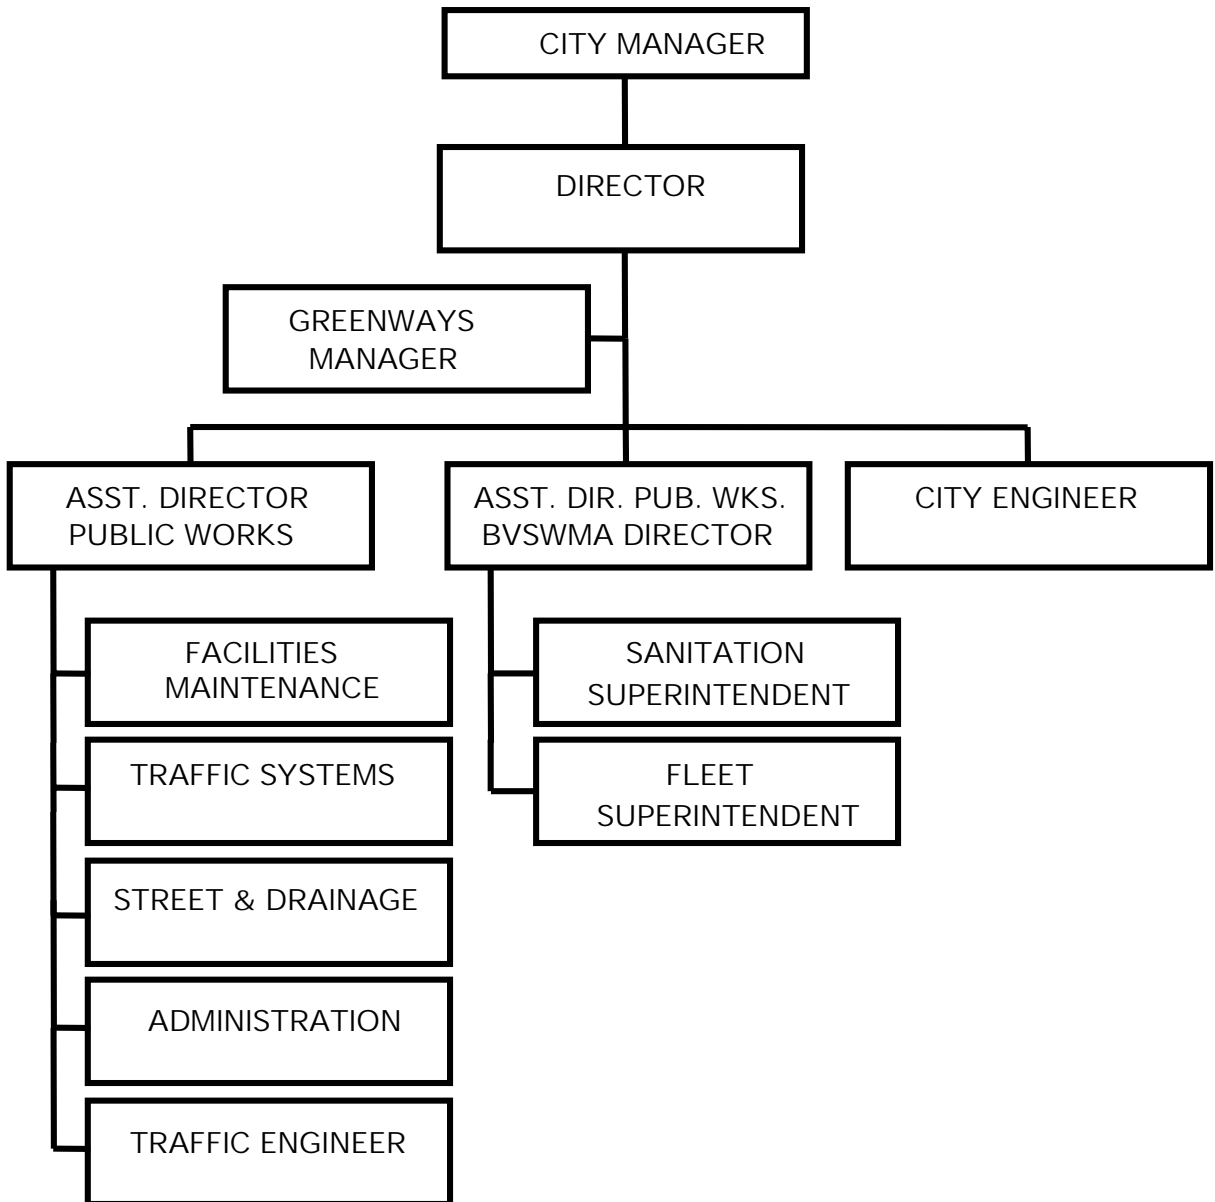 CITY MANAGER
DIRECTOR
GREENWAYS
MANAGER
ASST. DIRECTOR
PUBLIC WORKS
ASST. DIR. PUB. WKS.
BVSWMA DIRECTOR
CITY ENGINEER
FACILITIES
MAINTENANCE
TRAFFIC SYSTEMS
STREET & DRAINAGE
ADMINISTRATION
TRAFFIC ENGINEER
SANITATION
SUPERINTENDENT
FLEET
SUPERINTENDENT